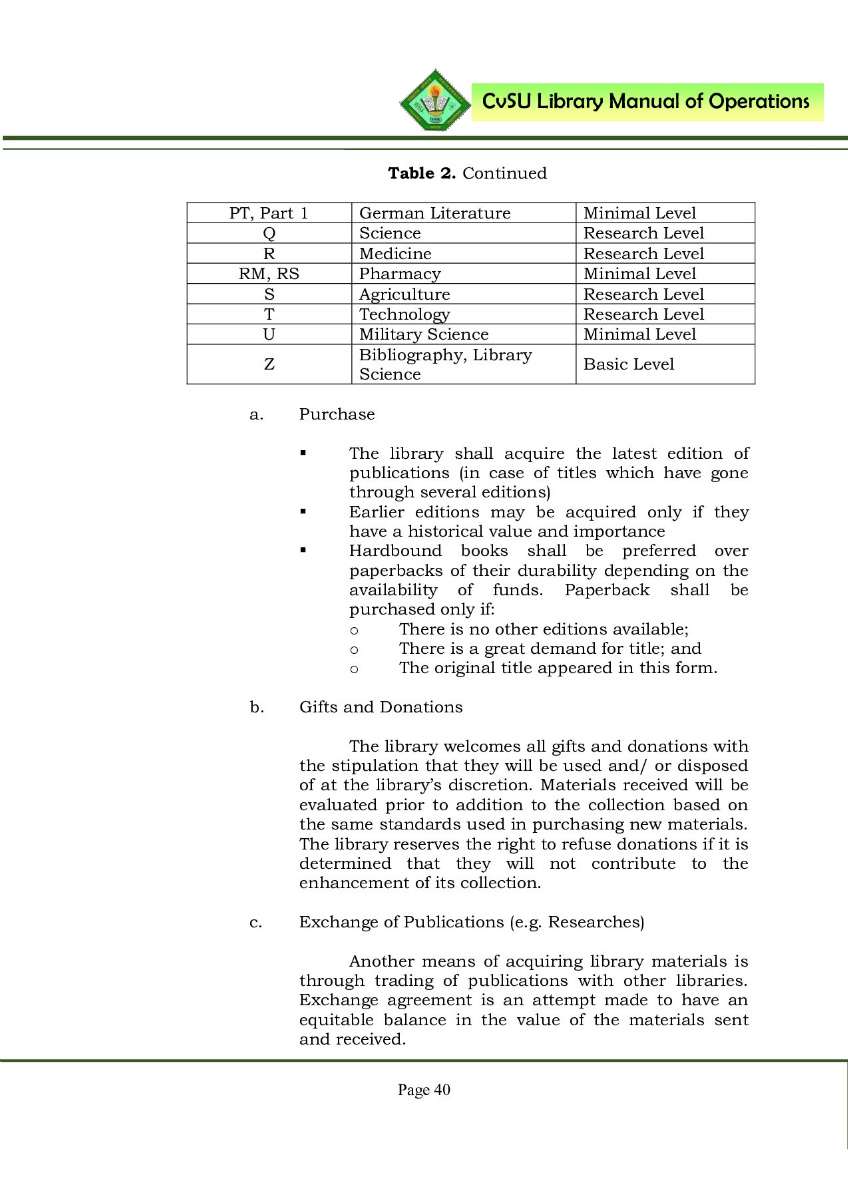 CvSU Library Manual of Operations
Table 2. Continued
PT, Part 1 German Literature Minimal Level
Q Science Research Level
R Medicine Research Level
RM, RS Pharmacy Minimal Level
S Agriculture Research Level
T Technology Research Level
U Military Science Minimal Level
Z Bibliography, Library Science Basic Level
a. Purchase
▪ The library shall acquire the latest edition of
publications (in case of titles which have gone
through several editions)
▪ Earlier editions may be acquired only if they
have a historical value and importance
▪ Hardbound books shall be preferred over
paperbacks of their durability depending on the
availability of funds. Paperback shall be
purchased only if:
o There is no other editions available;
o There is a great demand for title; and
o The original title appeared in this form.
b. Gifts and Donations
The library welcomes all gifts and donations with
the stipulation that they will be used and/ or disposed
of at the library’s discretion. Materials received will be
evaluated prior to addition to the collection based on
the same standards used in purchasing new materials.
The library reserves the right to refuse donations if it is
determined that they will not contribute to the
enhancement of its collection.
c. Exchange of Publications (e.g. Researches)
Another means of acquiring library materials is
through trading of publications with other libraries.
Exchange agreement is an attempt made to have an
equitable balance in the value of the materials sent
and received.
Page 40